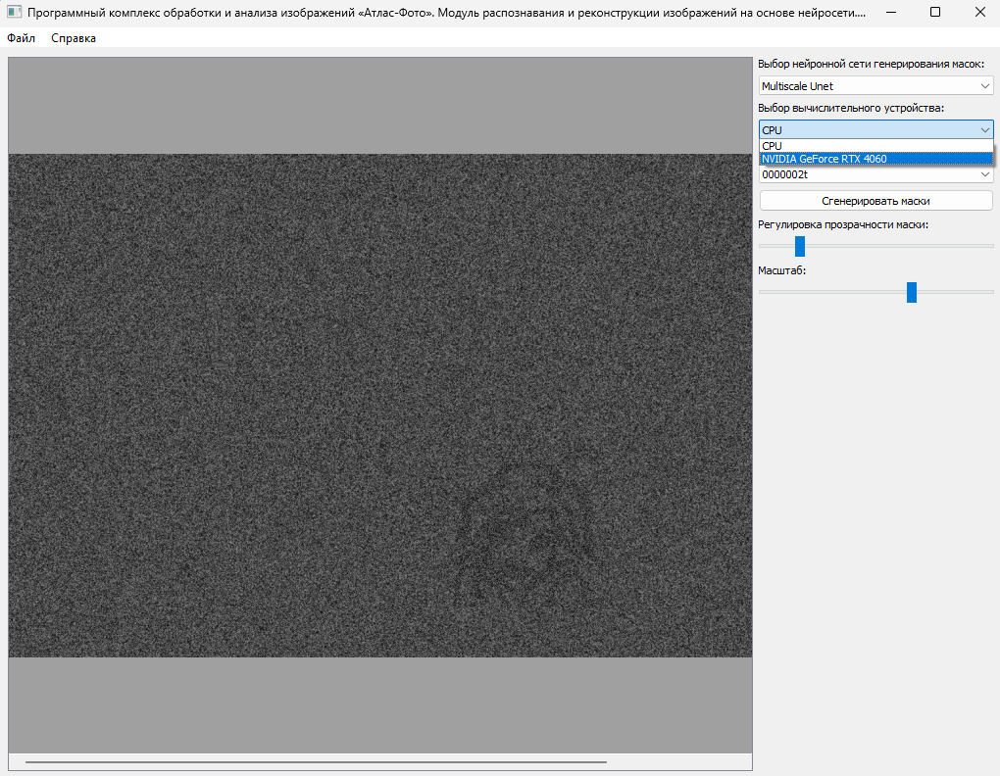 Программный комплекс обработки и анализа изображений «Атлас-Фото». Модуль распознавания и реконструкции изображений на основе нейросети....
Файл Справка
Выбор нейронной сети генерирования масок:
Multiscale Unet
Выбор вычислительного устройства:
CPU
CPU
NVIDIA GeForce RTX 4060
0000002t
Сгенерировать маски
Регулировка прозрачности маски:
Масштаб: